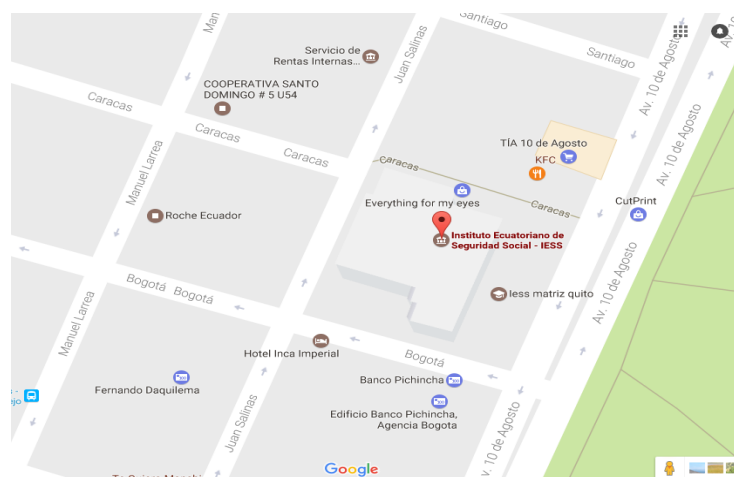 Man
Santiago
Juan Salinas
Santiago
Av. 10 de Agosto
Av. 10 de Agosto
Servicio de
Rentas Internas...
COOPERATIVA SANTO
DOMINGO # 5 U54
Caracas
Caracas
Caracas
Caracas
Caracas
TÍA 10 de Agosto
KFC
Manuel Larrea
Everything for my eyes
CutPrint
Roche Ecuador
Instituto Ecuatoriano de
Seguridad Social - IESS
Bogotá
Bogotá
Iess matriz quito
Av. 10 de Agosto
Manuel Larrea
Hotel Inca Imperial
Bogotá
Fernando Daquilema
Banco Pichincha
Juan Salinas
Edificio Banco Pichincha,
Agencia Bogota
Av. 10 de Agosto
Google